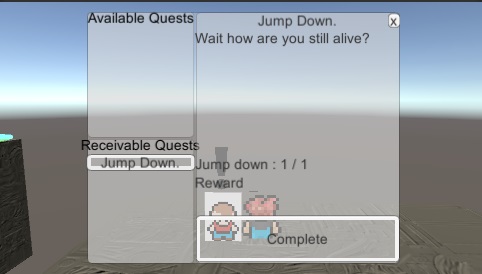 Available Quests
Receivable Quests
Jump Down.
Jump Down.
x
Wait how are you still alive?
Jump down : 1 / 1
Reward
Complete